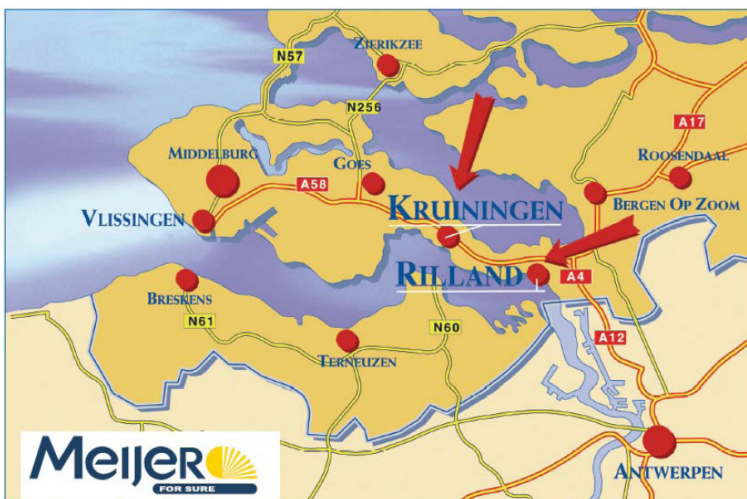 ZIERIKZEE
N57
N256
A17
MIDDELBURG
GOES
ROOSENDAAL
A58
KRUININGEN
BERGEN OP ZOOM
VLISSINGEN
RILLAND
A4
BRESKENS
N61
N60
A12
TERNEUZEN
MEIJER
FOR SURE
ANTWERPEN